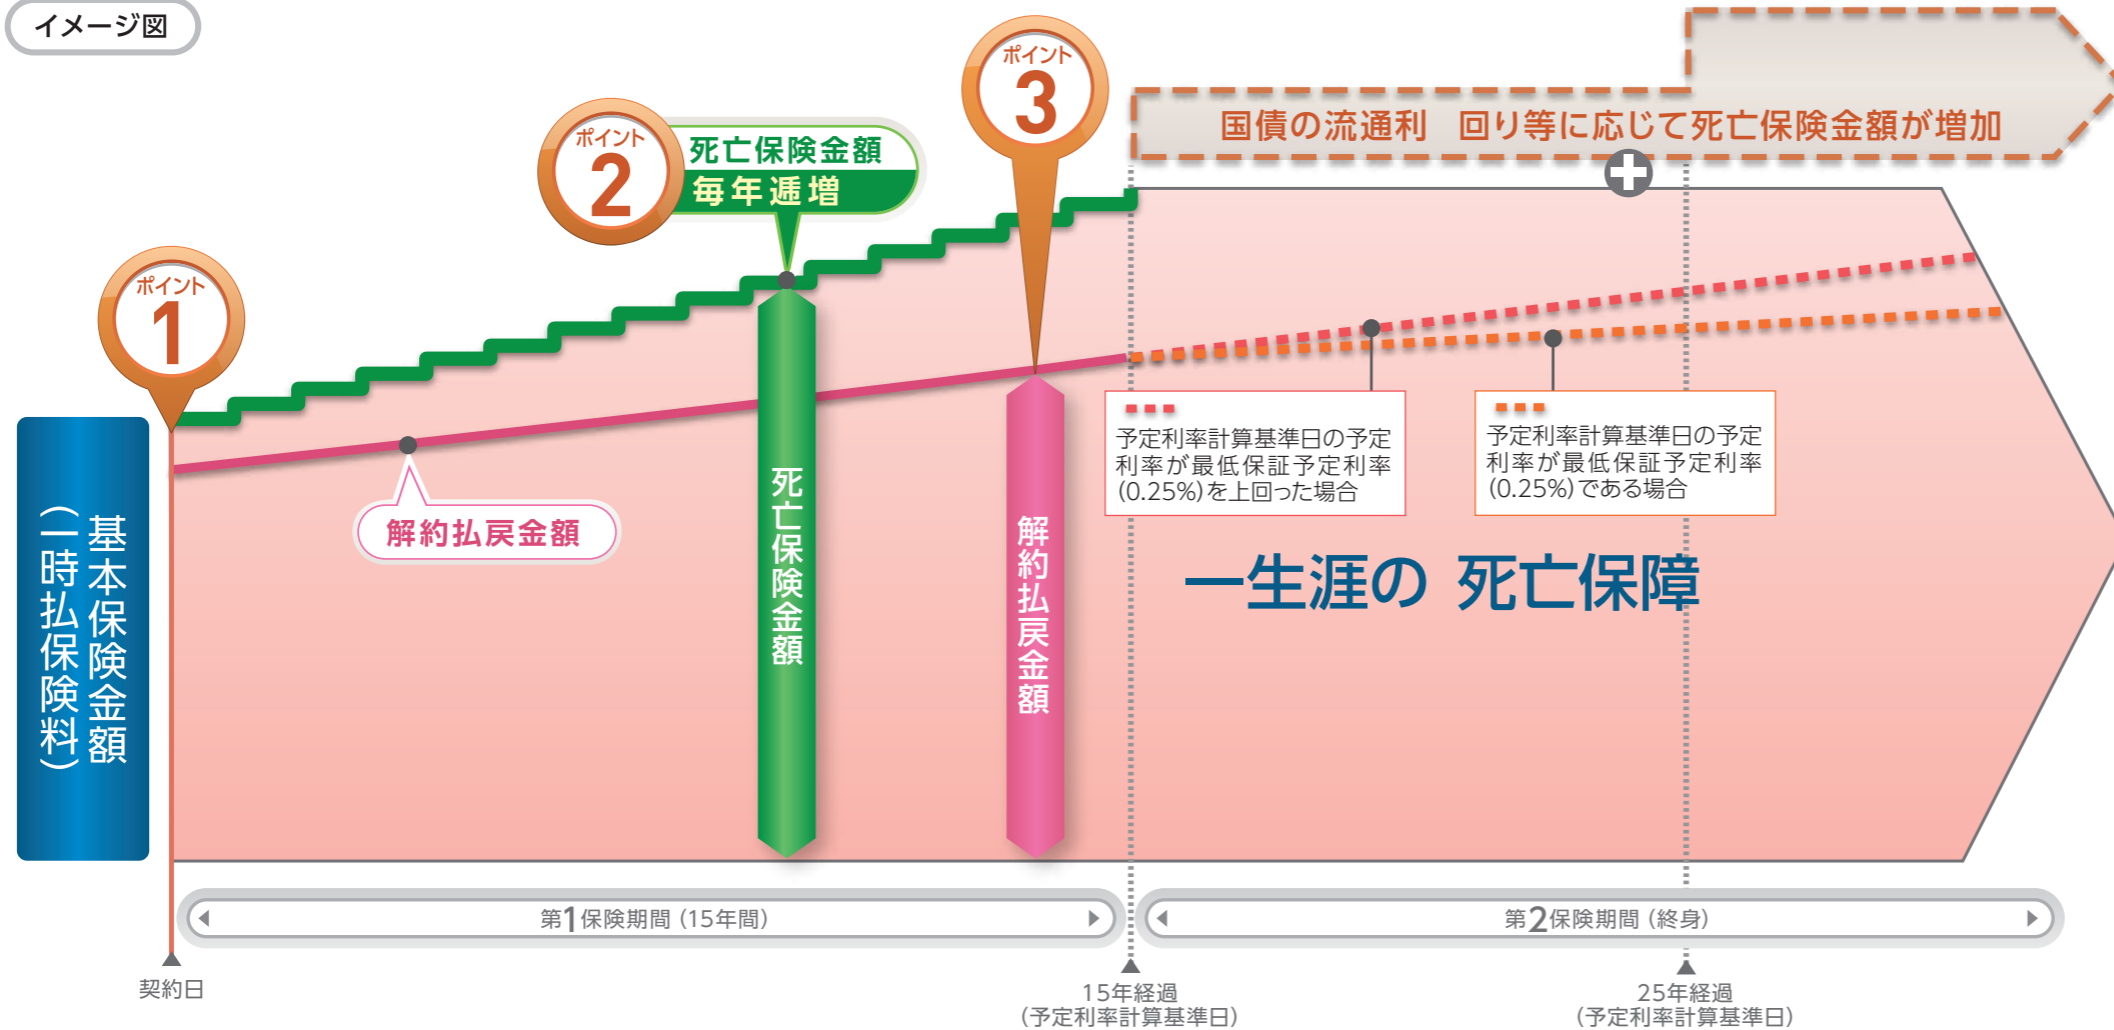 イメージ図
ポイント
1
ポイント
2
死亡保険金額
毎年逓増
ポイント
3
国債の流通利 回り等に応じて死亡保険金額が増加
基本保険金額
(一時払保険料)
解約払戻金額
死亡保険金額
解約払戻金額
予定利率計算基準日の予定
利率が最低保証予定利率
(0.25%)を上回った場合
予定利率計算基準日の予定
利率が最低保証予定利率
(0.25%)である場合
一生涯の 死亡保障
第1保険期間(15年間)
第2保険期間(終身)
契約日
15年経過
(予定利率計算基準日)
25年経過
(予定利率計算基準日)